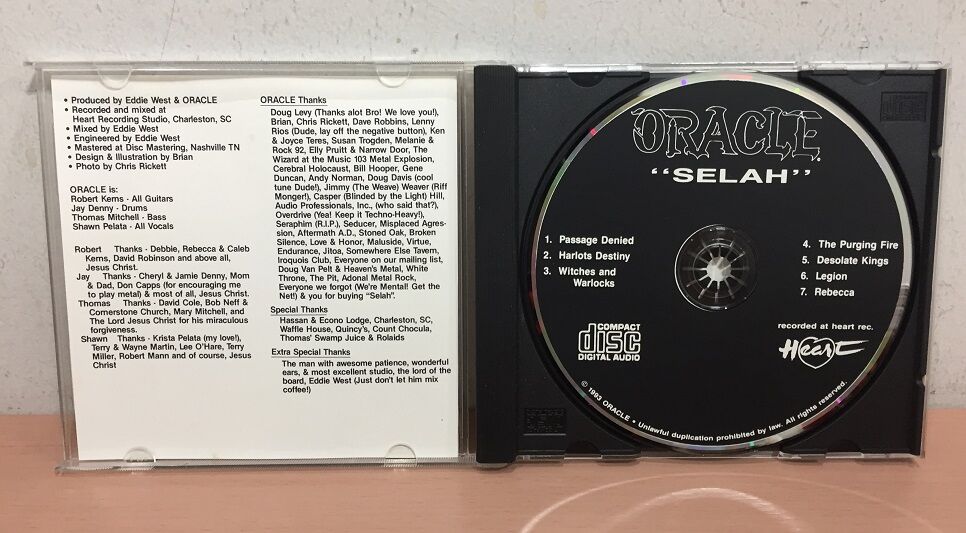 • Produced by Eddie West & ORACLE
• Recorded and mixed at
Heart Recording Studio, Charleston, SC
• Mixed by Eddie West
• Engineered by Eddie West
• Mastered at Disc Mastering, Nashville TN
• Design & Illustration by Brian
• Photo by Chris Rickett
ORACLE is:
Robert Kerns - All Guitars
Jay Denny - Drums
Thomas Mitchell - Bass
Shawn Pelata - All Vocals
Robert Thanks - Debbie, Rebecca & Caleb
Kerns, David Robinson and above all,
Jesus Christ.
Jay Thanks - Cheryl & Jamie Denny, Mom
& Dad, Don Capps (for encouraging me
to play metal) & most of all, Jesus Christ.
Thomas Thanks - David Cole, Bob Neff &
Cornerstone Church, Mary Mitchell, and
The Lord Jesus Christ for his miraculous
forgiveness.
Shawn Thanks - Krista Pelata (my love!),
Terry & Wayne Martin, Lee O'Hare, Terry
Miller, Robert Mann and of course, Jesus
Christ
ORACLE Thanks
Doug Levy (Thanks alot Bro! We love you!),
Brian, Chris Rickett, Dave Robbins, Lenny
Rios (Dude, lay off the negative button), Ken
& Joyce Teres, Susan Trogden, Melanie &
Rock 92, Elly Pruitt & Narrow Door, The
Wizard at the Music 103 Metal Explosion,
Cerebral Holocaust, Bill Hooper, Gene
Duncan, Andy Norman, Doug Davis (cool
tune Dude!), Jimmy (The Weave) Weaver (Riff
Monger!), Casper (Blinded by the Light) Hill,
Audio Professionals, Inc., (who said that?),
Overdrive (Yea! Keep it Techno-Heavy!),
Seraphim (R.I.P.), Seducer, Misplaced Agres-
sion, Aftermath A.D., Stoned Oak, Broken
Silence, Love & Honor, Maluside, Virtue,
Endurance, Jitoa, Somewhere Else Tavern,
Iroquois Club, Everyone on our mailing list,
Doug Van Pelt & Heaven's Metal, White
Throne, The Pit, Adonal Metal Rock,
Everyone we forgot (We're Mental! Get the
Net!) & you for buying "Selah".
Special Thanks
Hassan & Econo Lodge, Charleston, SC,
Waffle House, Quincy's, Count Chocula,
Thomas' Swamp Juice & Rolaids
Extra Special Thanks
The man with awesome patience, wonderful
ears, & most excellent studio, the lord of the
board, Eddie West (Just don't let him mix
coffee!)
ORACLE
"SELAH"
1. Passage Denied
2. Harlots Destiny
3. Witches and
Warlocks
4. The Purging Fire
5. Desolate Kings
6. Legion
7. Rebecca
COMPACT
disc
DIGITAL AUDIO
recorded at heart rec.
Heart
© 1993 ORACLE • Unlawful duplication prohibited by law. All rights reserved.